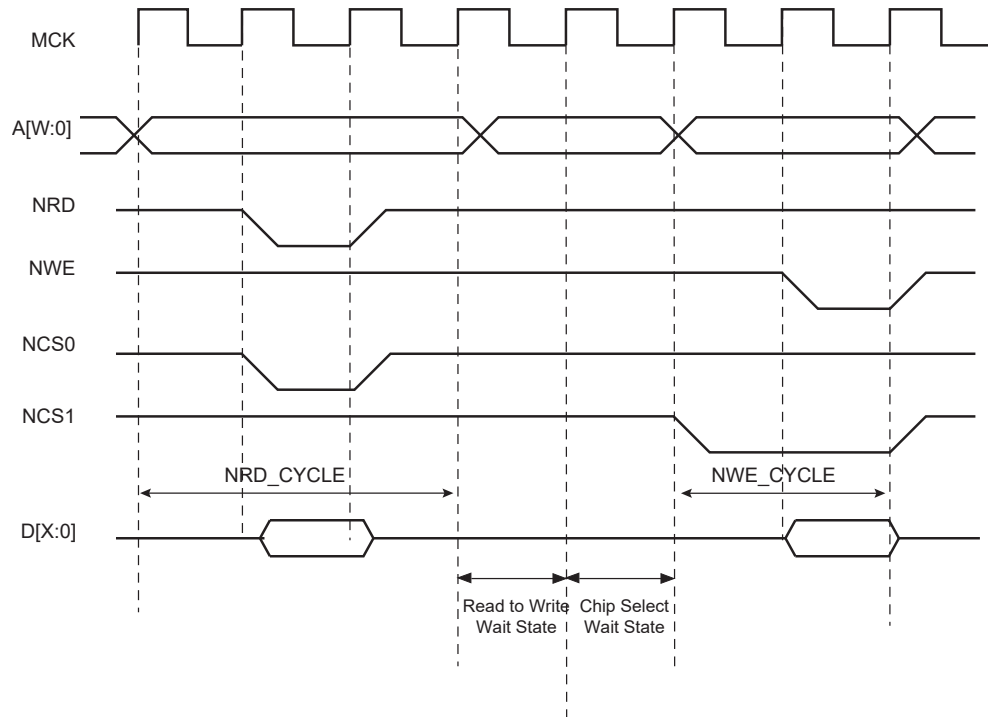 MCK
A[W:0]
NRD
NWE
NCS0
NCS1
NRD_CYCLE
NWE_CYCLE
D[X:0]
Read to Write
Wait State
Chip Select
Wait State